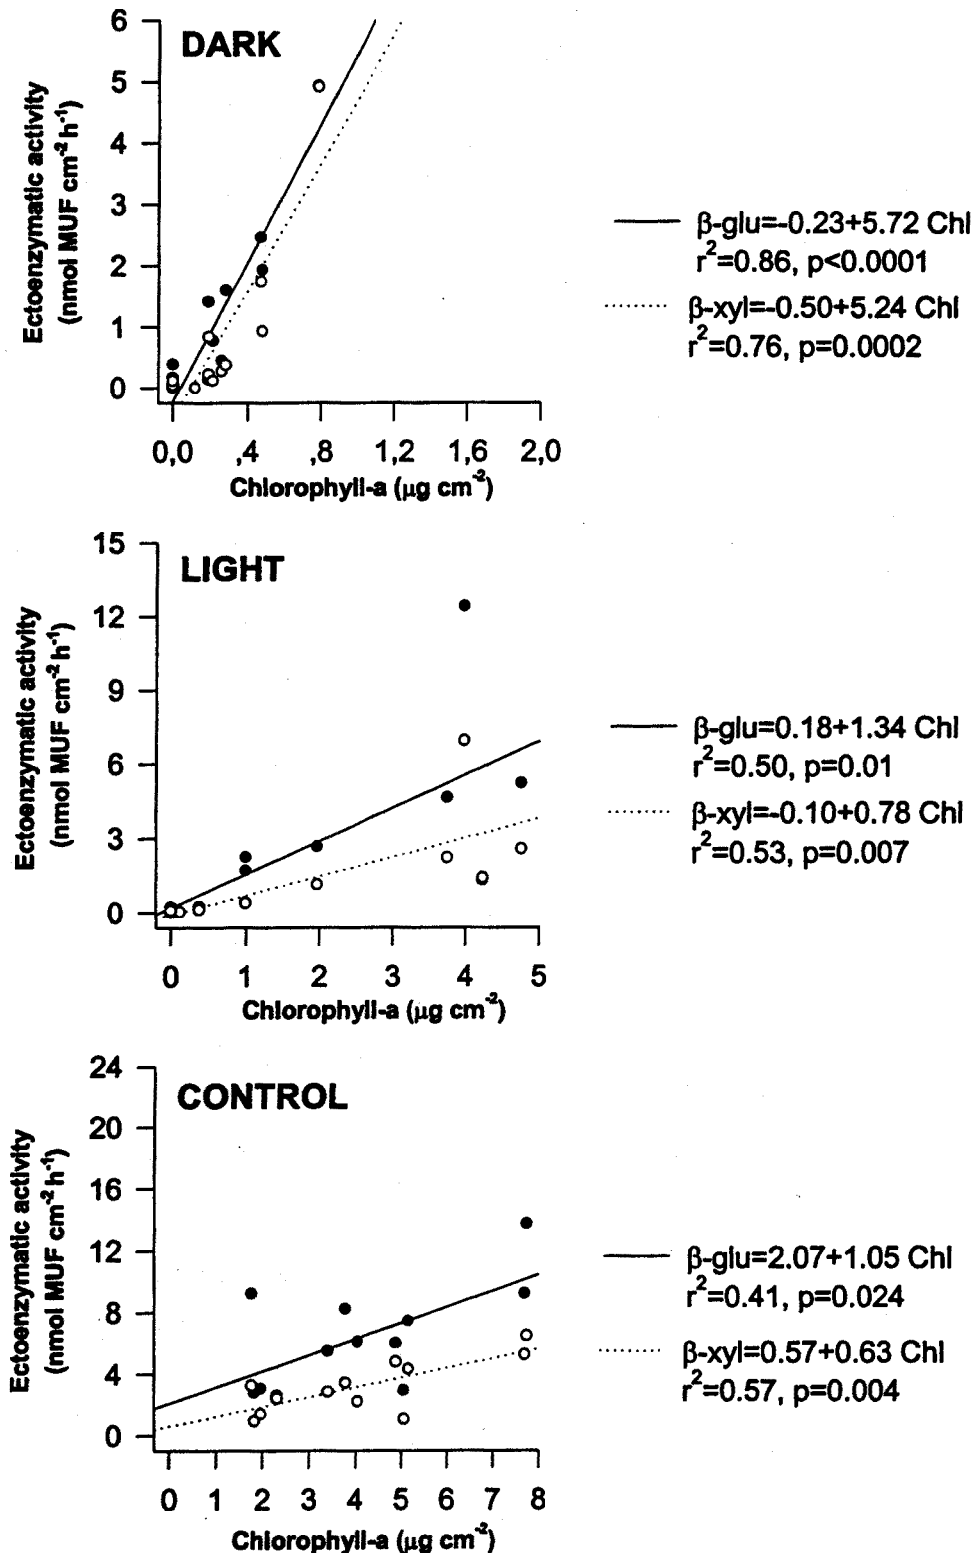 DARK
Ectoenzymatic activity
(nmol MUF cm⁻² h⁻¹)
6
5
4
3
2
1
0
0,0 ,4 ,8 1,2 1,6 2,0
Chlorophyll-a (μg cm⁻²)
β-glu=-0.23+5.72 Chl
r²=0.86, p<0.0001
β-xyl=-0.50+5.24 Chl
r²=0.76, p=0.0002
LIGHT
Ectoenzymatic activity
(nmol MUF cm⁻² h⁻¹)
15
12
9
6
3
0
0 1 2 3 4 5
Chlorophyll-a (μg cm⁻²)
β-glu=0.18+1.34 Chl
r²=0.50, p=0.01
β-xyl=-0.10+0.78 Chl
r²=0.53, p=0.007
CONTROL
Ectoenzymatic activity
(nmol MUF cm⁻² h⁻¹)
24
20
16
12
8
4
0
0 1 2 3 4 5 6 7 8
Chlorophyll-a (μg cm⁻²)
β-glu=2.07+1.05 Chl
r²=0.41, p=0.024
β-xyl=0.57+0.63 Chl
r²=0.57, p=0.004